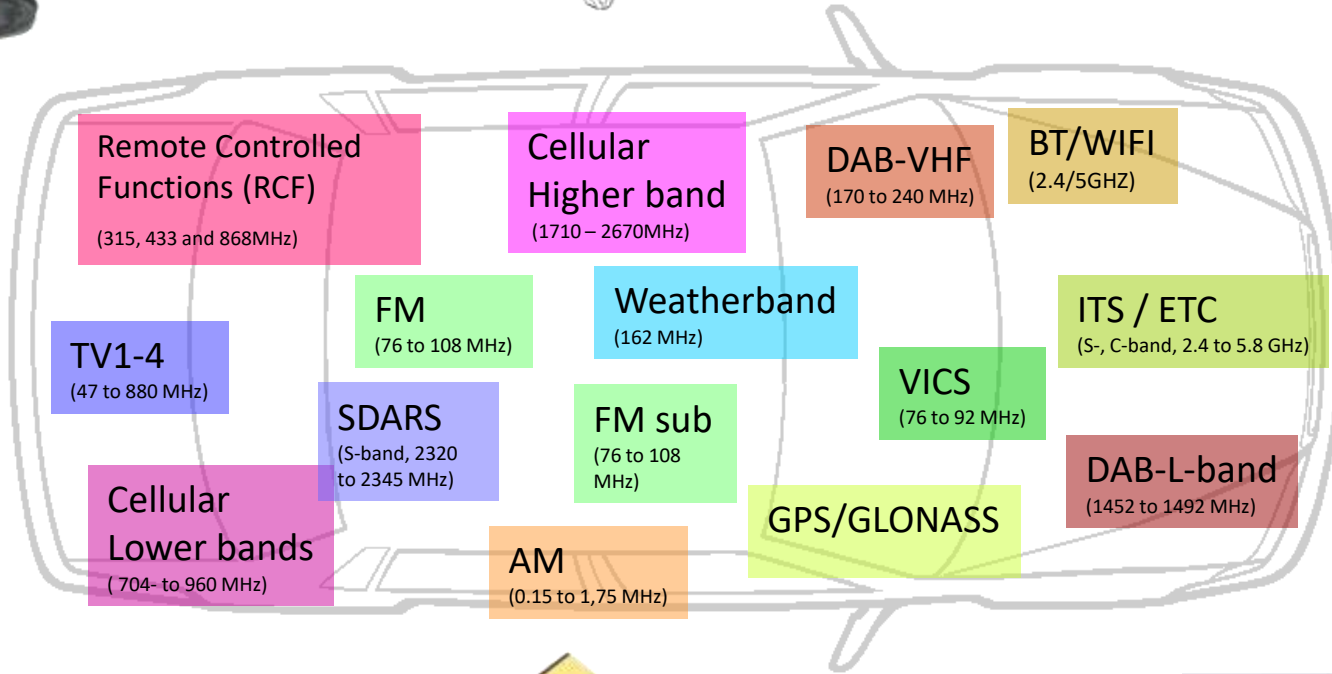 Remote Controlled
Functions (RCF)
(315, 433 and 868MHz)
Cellular
Higher band
(1710 – 2670MHz)
DAB-VHF
(170 to 240 MHz)
BT/WIFI
(2.4/5GHZ)
FM
(76 to 108 MHz)
Weatherband
(162 MHz)
ITS / ETC
(S-, C-band, 2.4 to 5.8 GHz)
TV1-4
(47 to 880 MHz)
SDARS
(S-band, 2320
to 2345 MHz)
FM sub
(76 to 108
MHz)
VICS
(76 to 92 MHz)
DAB-L-band
(1452 to 1492 MHz)
Cellular
Lower bands
( 704- to 960 MHz)
AM
(0.15 to 1,75 MHz)
GPS/GLONASS